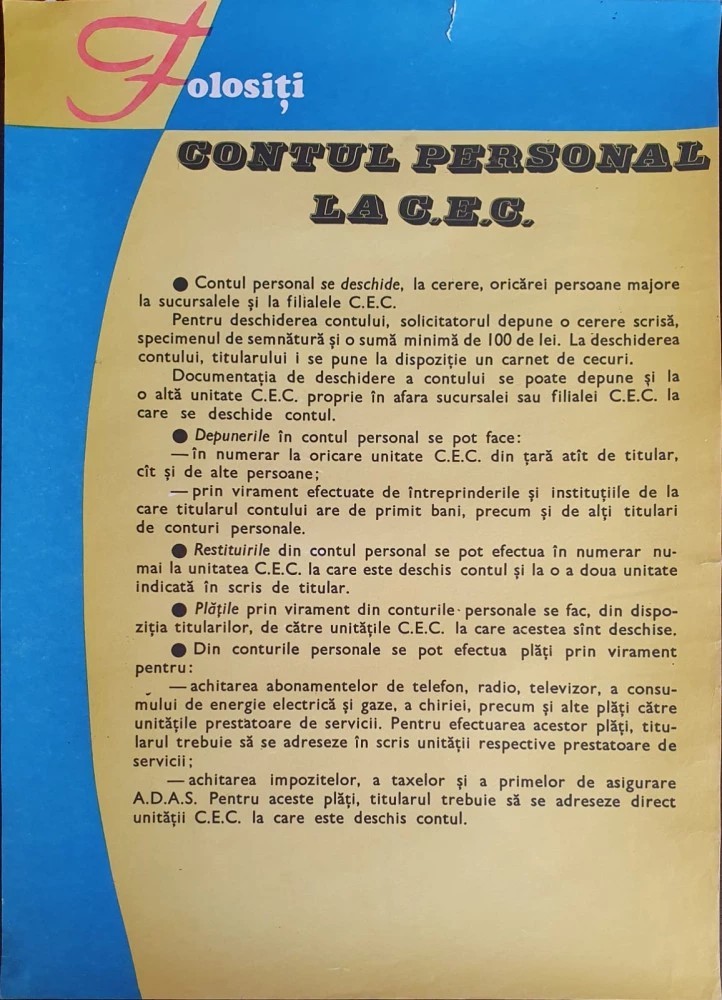 Folosiți
CONTUL PERSONAL
LA C.E.C.
● Contul personal se deschide, la cerere, oricărei persoane majore
la sucursalele și la filialele C.E.C.
Pentru deschiderea contului, solicitatorul depune o cerere scrisă,
specimenul de semnătură și o sumă minimă de 100 de lei. La deschiderea
contului, titularului i se pune la dispoziție un carnet de cecuri.
Documentația de deschidere a contului se poate depune și la
o altă unitate C.E.C. proprie în afara sucursalei sau filialei C.E.C. la
care se deschide contul.
● Depunerile în contul personal se pot face:
— în numerar la oricare unitate C.E.C. din țară atît de titular,
cît și de alte persoane;
— prin virament efectuate de întreprinderile și instituțiile de la
care titularul contului are de primit bani, precum și de alți titulari
de conturi personale.
● Restituirile din contul personal se pot efectua în numerar nu-
mai la unitatea C.E.C. la care este deschis contul și la o a doua unitate
indicată în scris de titular.
● Plățile prin virament din conturile personale se fac, din dispo-
ziția titularilor, de către unitățile C.E.C. la care acestea sînt deschise.
● Din conturile personale se pot efectua plăți prin virament
pentru:
— achitarea abonamentelor de telefon, radio, televizor, a consu-
mului de energie electrică și gaze, a chiriei, precum și alte plăți către
unitățile prestatoare de servicii. Pentru efectuarea acestor plăți, titu-
larul trebuie să se adreseze în scris unității respective prestatoare de
servicii;
— achitarea impozitelor, a taxelor și a primelor de asigurare
A.D.A.S. Pentru aceste plăți, titularul trebuie să se adreseze direct
unității C.E.C. la care este deschis contul.